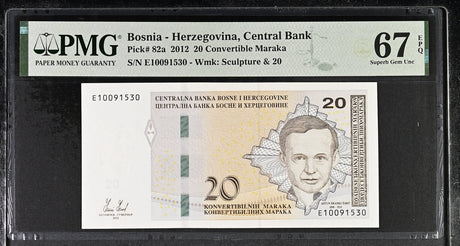 PMG
PAPER MONEY GUARANTY
Bosnia - Herzegovina, Central Bank
Pick# 82a 2012 20 Convertible Maraka
S/N E10091530 - Wmk: Sculpture & 20
67 EPQ
Superb Gem Unc
E10091530
CENTRALNA BANKA BOSNE I HERCEGOVINE
ЦЕНТРАЛНА БАНКА БОСНЕ И ХЕРЦЕГОВИНЕ
20
20
KONVERTIBILNIH MARAKA
КОНВЕРТИБИЛНИХ МАРАКА
E10091530